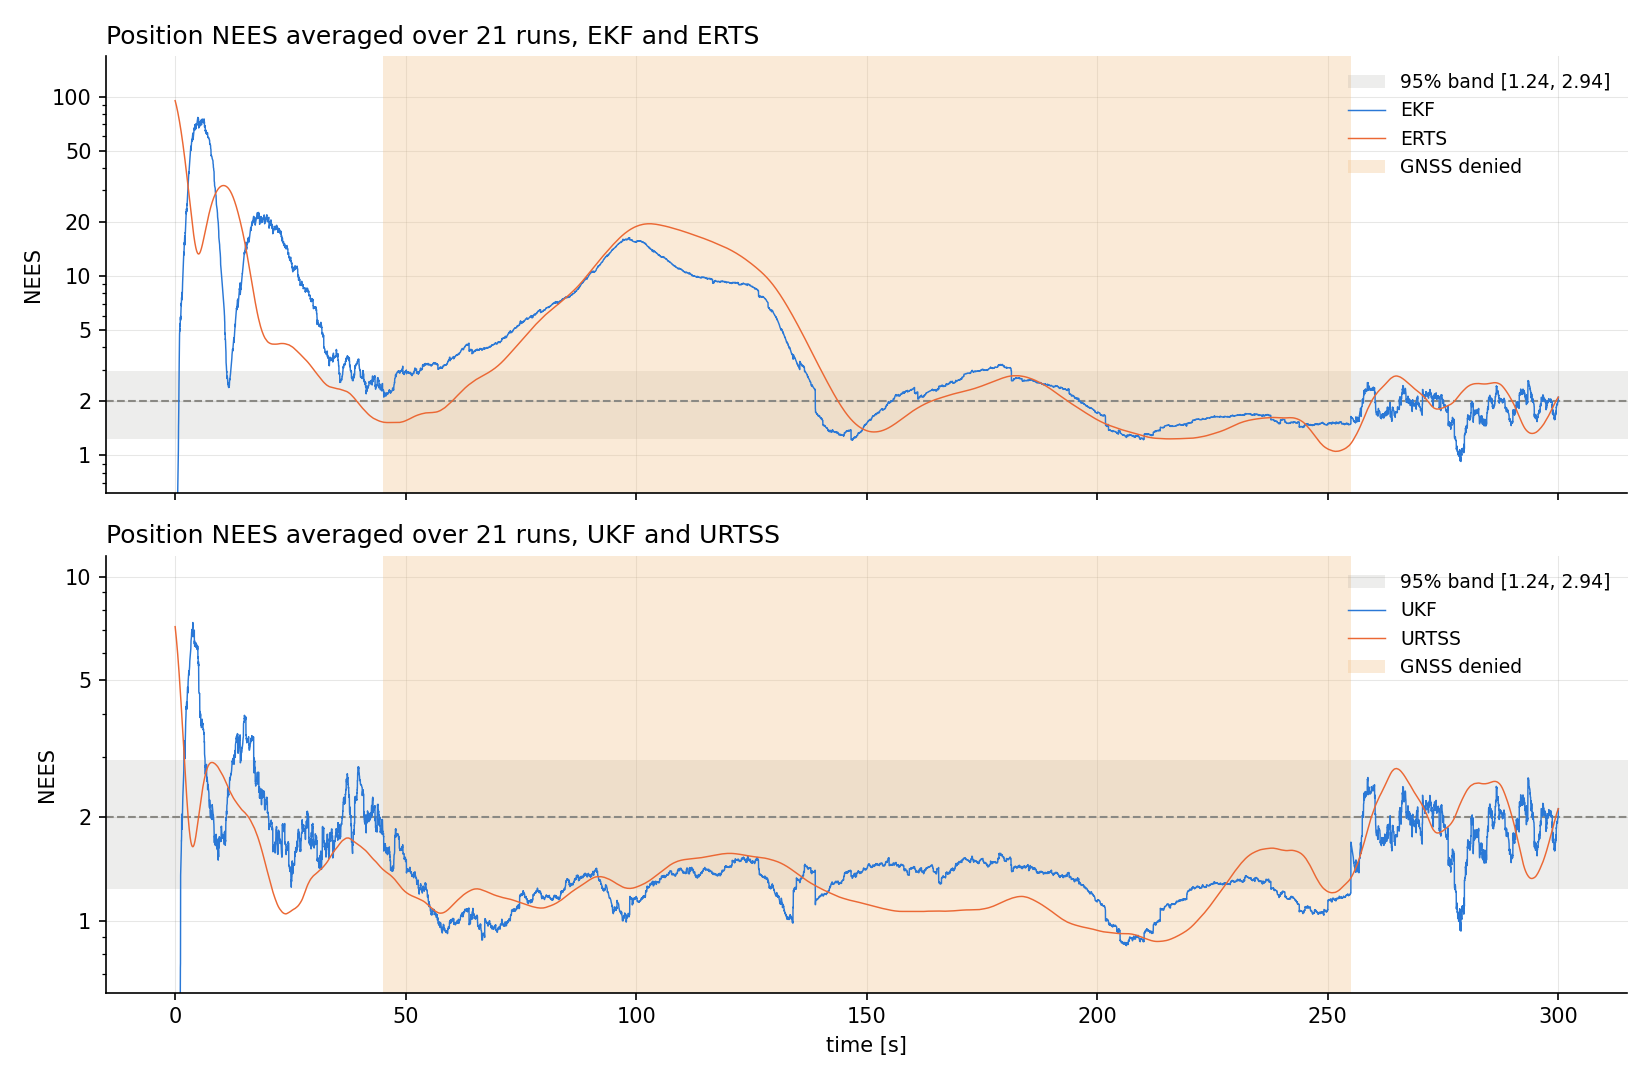 Position NEES averaged over 21 runs, EKF and ERTS
95% band [1.24, 2.94]
EKF
ERTS
GNSS denied
100
50
20
10
5
2
1
NEES
Position NEES averaged over 21 runs, UKF and URTSS
95% band [1.24, 2.94]
UKF
URTSS
GNSS denied
10
5
2
1
NEES
0 50 100 150 200 250 300
time [s]